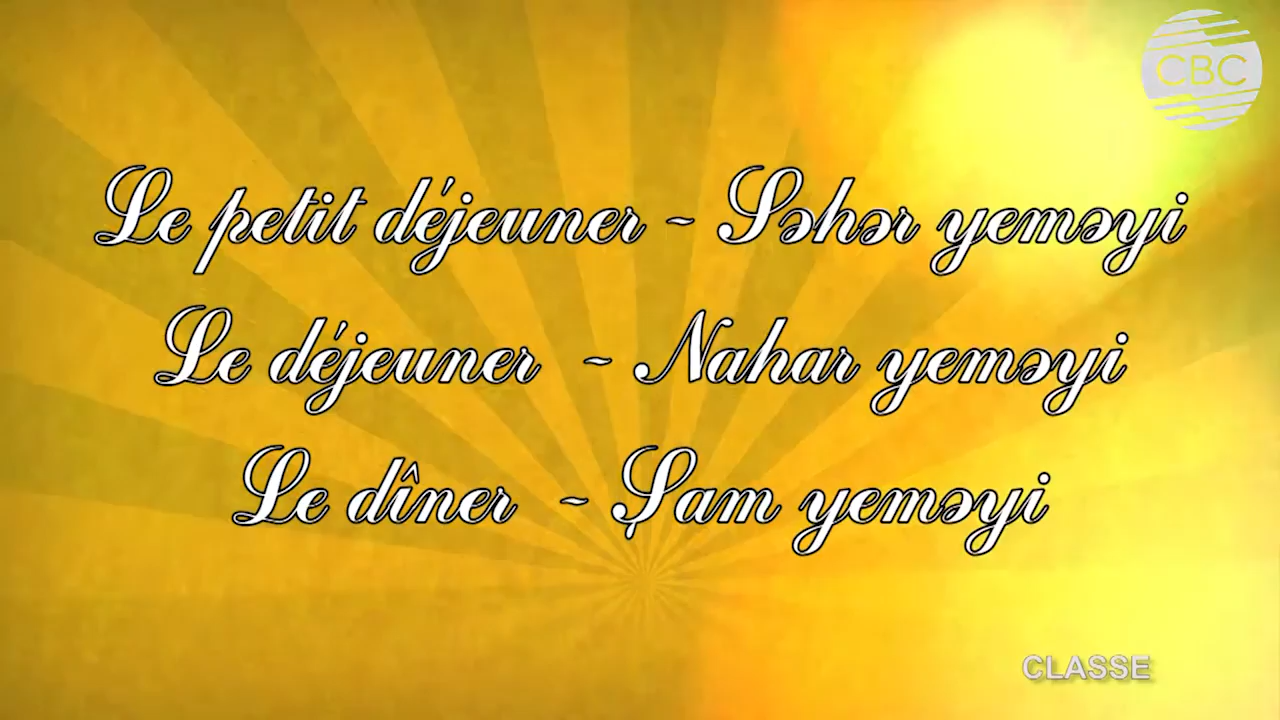 CBC
Le petit déjeuner - Səhər yeməyi
Le déjeuner - Nahar yeməyi
Le dîner - Şam yeməyi
CLASSE